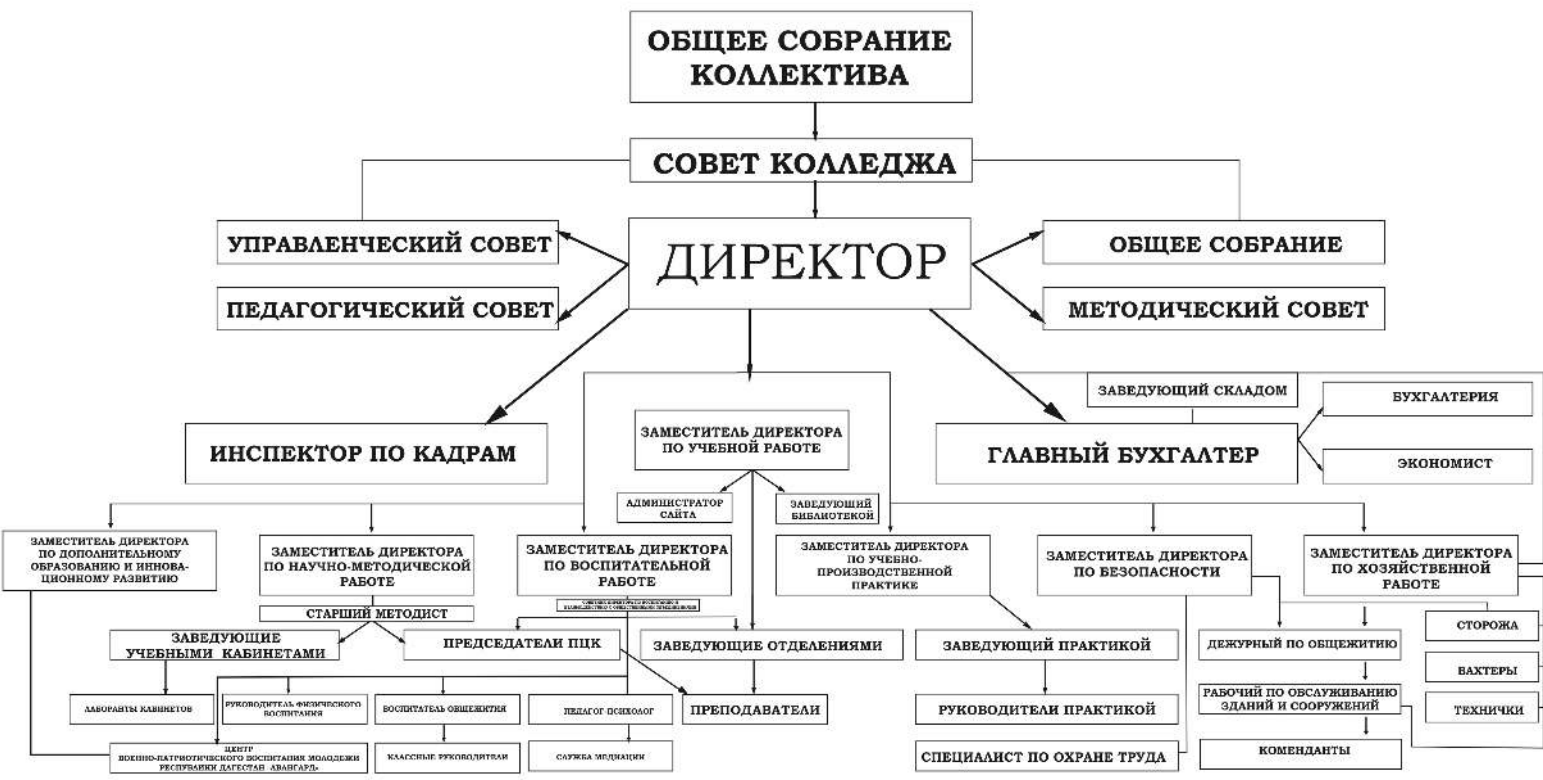 ОБЩЕЕ СОБРАНИЕ
КОЛЛЕКТИВА
СОВЕТ КОЛЛЕДЖА
УПРАВЛЕНЧЕСКИЙ СОВЕТ
ДИРЕКТОР
ОБЩЕЕ СОБРАНИЕ
ПЕДАГОГИЧЕСКИЙ СОВЕТ
МЕТОДИЧЕСКИЙ СОВЕТ
ЗАВЕДУЮЩИЙ СКЛАДОМ
БУХГАЛТЕРИЯ
ИНСПЕКТОР ПО КАДРАМ
ЗАМЕСТИТЕЛЬ ДИРЕКТОРА
ПО УЧЕБНОЙ РАБОТЕ
ГЛАВНЫЙ БУХГАЛТЕР
ЭКОНОМИСТ
АДМИНИСТРАТОР
САЙТА
ЗАВЕДУЮЩИЙ
БИБЛИОТЕКОЙ
ЗАМЕСТИТЕЛЬ ДИРЕКТОРА
ПО ДОПОЛНИТЕЛЬНОМУ
ОБРАЗОВАНИЮ И ИННОВА-
ЦИОННОМУ РАЗВИТИЮ
ЗАМЕСТИТЕЛЬ ДИРЕКТОРА
ПО НАУЧНО-МЕТОДИЧЕСКОЙ
РАБОТЕ
ЗАМЕСТИТЕЛЬ ДИРЕКТОРА
ПО ВОСПИТАТЕЛЬНОЙ
РАБОТЕ
ЗАМЕСТИТЕЛЬ ДИРЕКТОРА
ПО УЧЕБНО-
ПРОИЗВОДСТВЕННОЙ
ПРАКТИКЕ
ЗАМЕСТИТЕЛЬ ДИРЕКТОРА
ПО БЕЗОПАСНОСТИ
ЗАМЕСТИТЕЛЬ ДИРЕКТОРА
ПО ХОЗЯЙСТВЕННОЙ
РАБОТЕ
СТАРШИЙ МЕТОДИСТ
ЗАВЕДУЮЩИЕ
УЧЕБНЫМИ КАБИНЕТАМИ
ПРЕДСЕДАТЕЛИ ПЦК
ЗАВЕДУЮЩИЕ ОТДЕЛЕНИЯМИ
ЗАВЕДУЮЩИЙ ПРАКТИКОЙ
ДЕЖУРНЫЙ ПО ОБЩЕЖИТИЮ
СТОРОЖА
ВАХТЕРЫ
ЛАБОРАНТЫ КАБИНЕТОВ
РУКОВОДИТЕЛЬ ФИЗИЧЕСКОГО
ВОСПИТАНИЯ
ВОСПИТАТЕЛЬ ОБЩЕЖИТИЯ
ПЕДАГОГ-ПСИХОЛОГ
ПРЕПОДАВАТЕЛИ
РУКОВОДИТЕЛИ ПРАКТИКОЙ
РАБОЧИЙ ПО ОБСЛУЖИВАНИЮ
ЗДАНИЙ И СООРУЖЕНИЙ
ТЕХНИЧКИ
ЦЕНТР
ВОЕННО-ПАТРИОТИЧЕСКОГО ВОСПИТАНИЯ МОЛОДЕЖИ
РЕСПУБЛИКИ ДАГЕСТАН «АВАНГАРД»
КЛАССНЫЕ РУКОВОДИТЕЛИ
СЛУЖБА МЕДИАЦИИ
СПЕЦИАЛИСТ ПО ОХРАНЕ ТРУДА
КОМЕНДАНТЫ